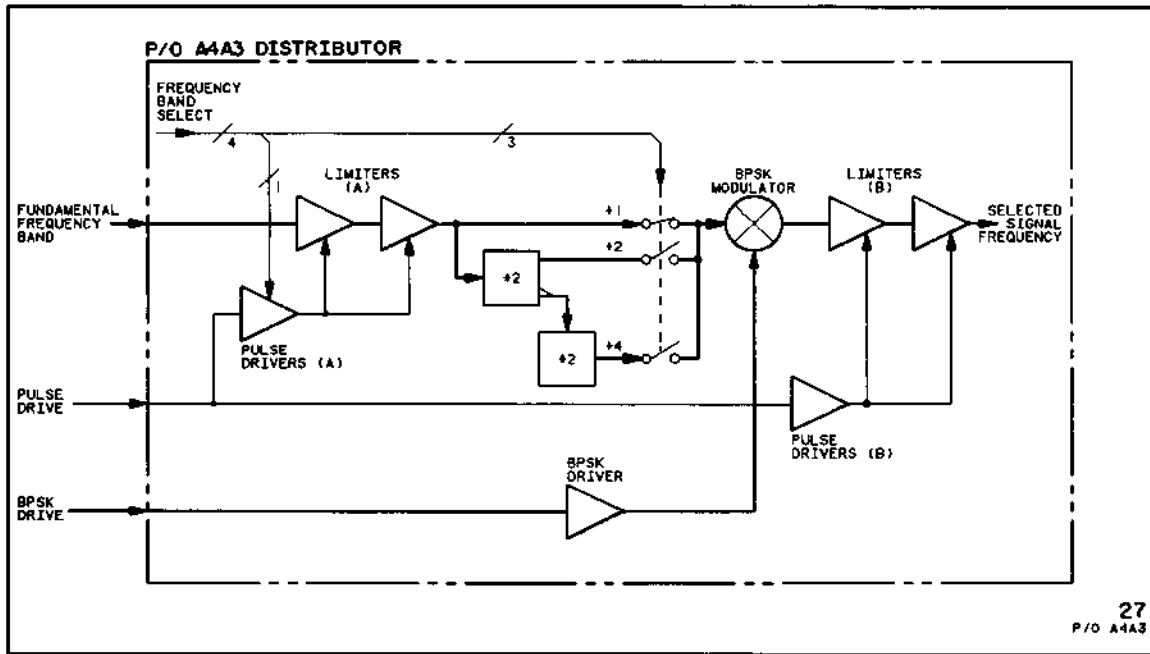 P/O A4A3 DISTRIBUTOR
FREQUENCY
BAND
SELECT
4
3
1
LIMITERS
(A)
BPSK
MODULATOR
LIMITERS
(B)
FUNDAMENTAL
FREQUENCY
BAND
÷1
SELECTED
SIGNAL
FREQUENCY
÷2
÷2
÷2
÷4
PULSE
DRIVERS (A)
PULSE
DRIVE
PULSE
DRIVERS (B)
BPSK
DRIVER
BPSK
DRIVE
27
P/O A4A3